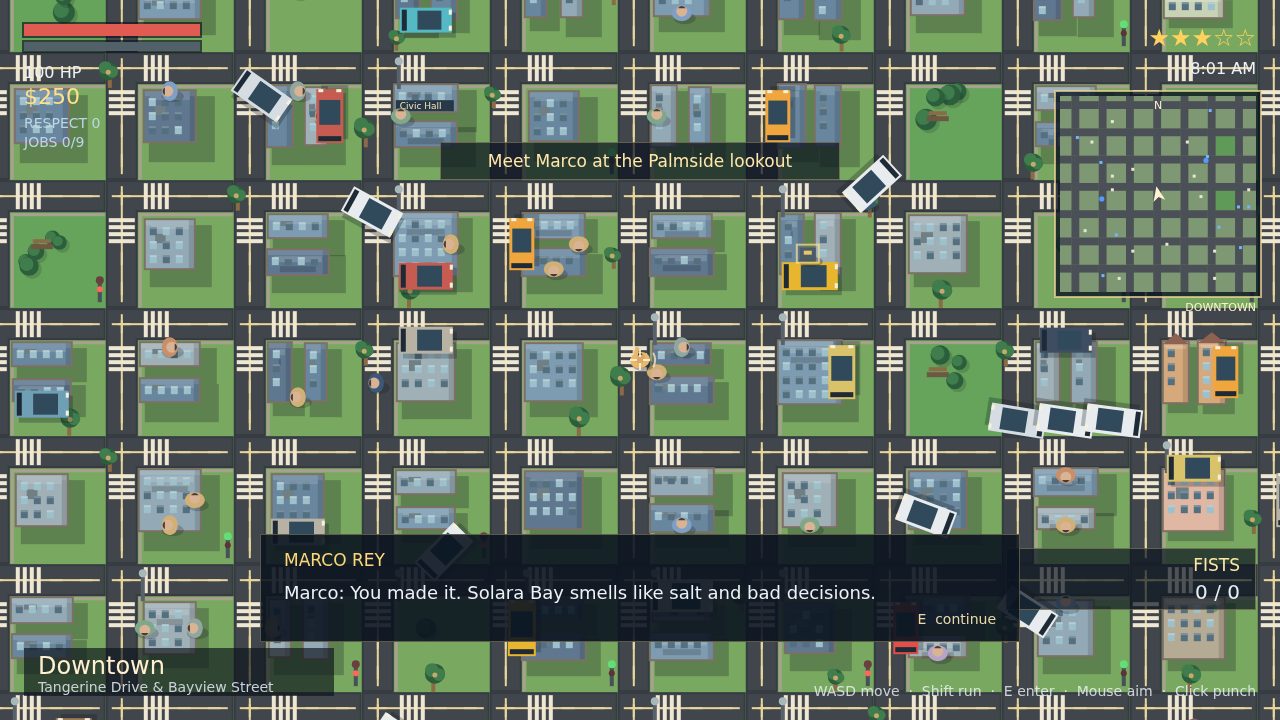 100 HP
$250
RESPECT 0
JOBS 0/9
★★★☆☆
8:01 AM
N
DOWNTOWN
Civic Hall
Meet Marco at the Palmside lookout
MARCO REY
Marco: You made it. Solara Bay smells like salt and bad decisions.
E continue
FISTS
0 / 0
Downtown
Tangerine Drive & Bayview Street
WASD move · Shift run · E enter · Mouse aim · Click punch